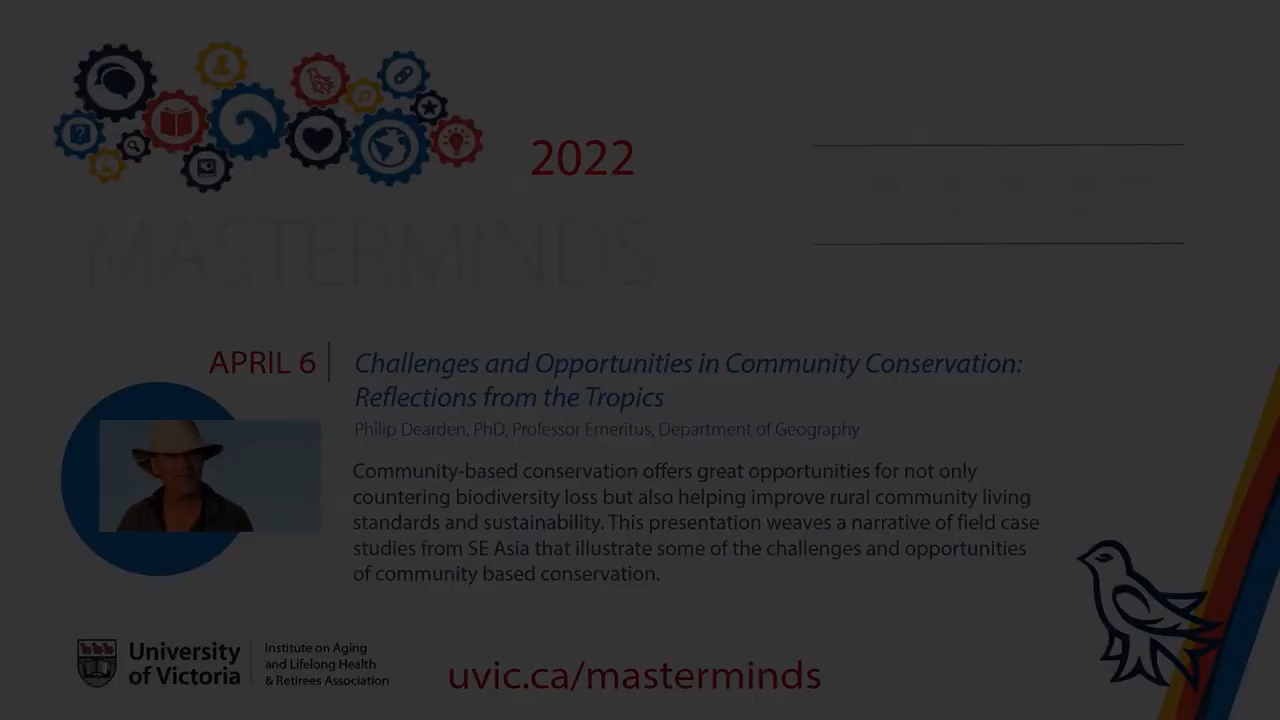 2022
MASTERMINDS
APRIL 6
Challenges and Opportunities in Community Conservation:
Reflections from the Tropics
Philip Dearden, PhD, Professor Emeritus, Department of Geography
Community-based conservation offers great opportunities for not only
countering biodiversity loss but also helping improve rural community living
standards and sustainability. This presentation weaves a narrative of field case
studies from SE Asia that illustrate some of the challenges and opportunities
of community based conservation.
University
of Victoria
Institute on Aging
and Lifelong Health
& Retirees Association
uvic.ca/masterminds